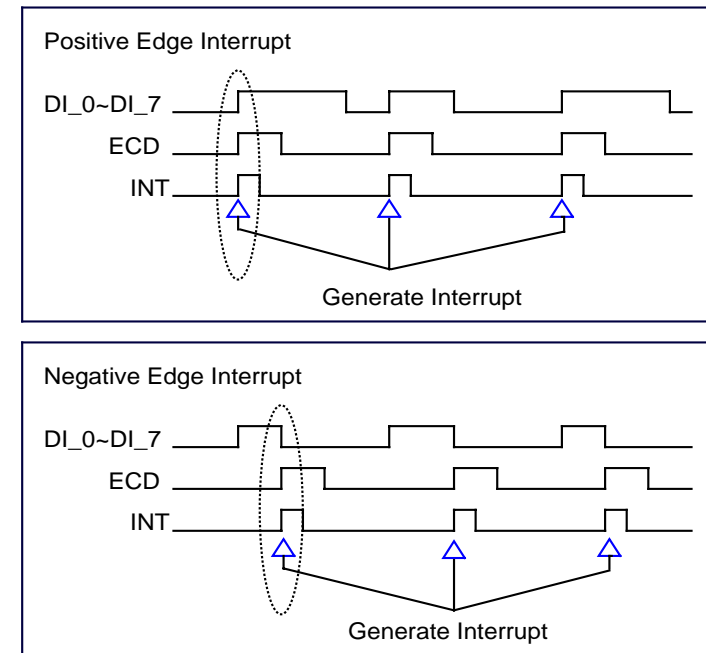 Positive Edge Interrupt
DI_0~DI_7
ECD
INT
Generate Interrupt
Negative Edge Interrupt
DI_0~DI_7
ECD
INT
Generate Interrupt